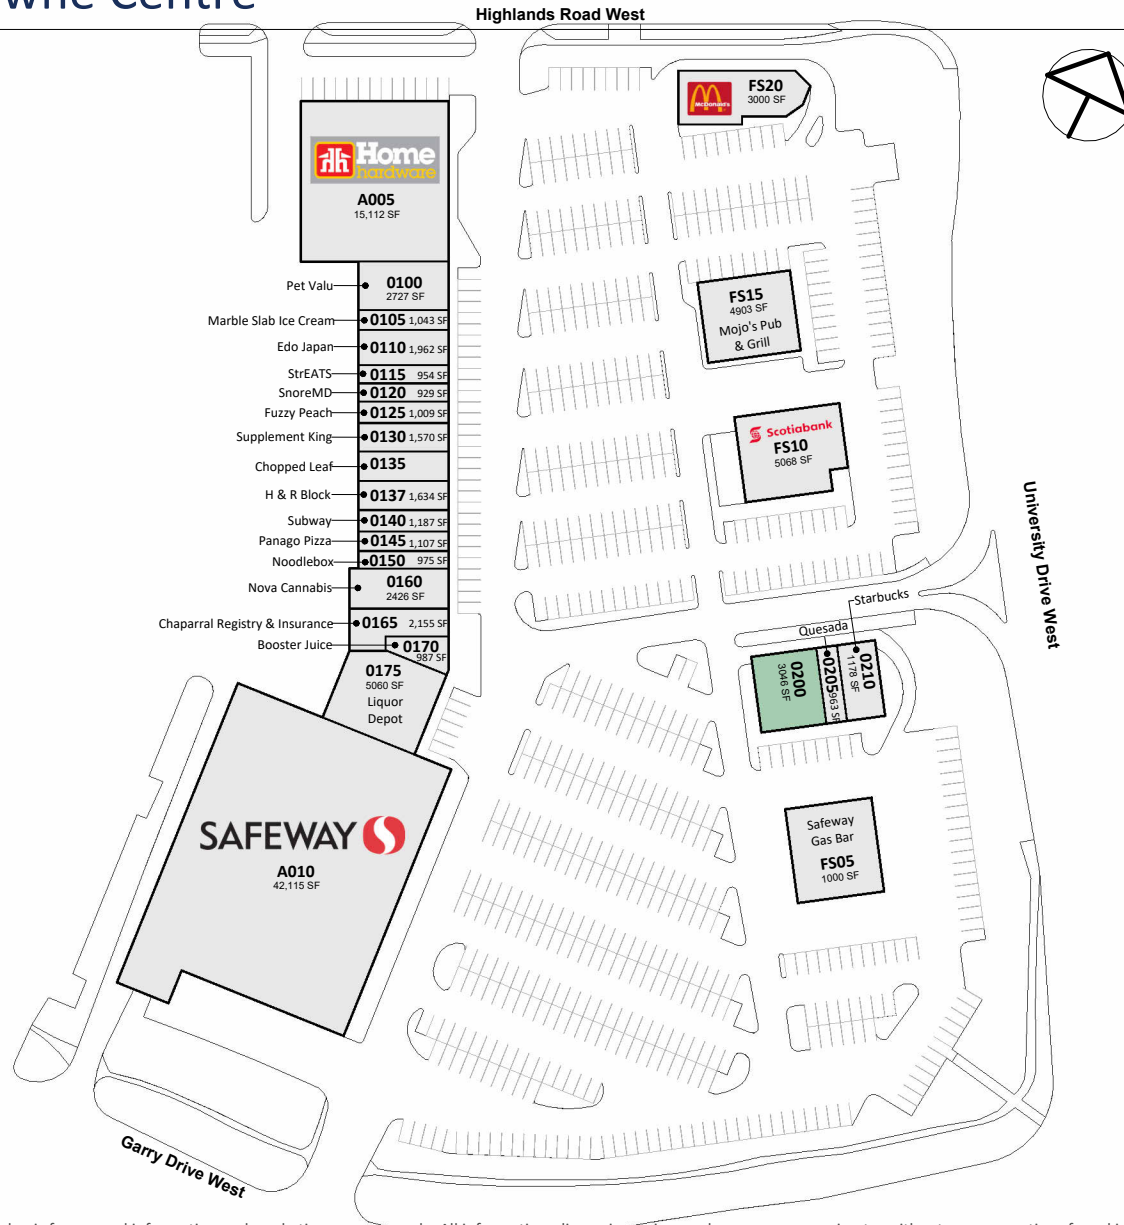 wne Centre
Highlands Road West
McDonald's
FS20
3000 SF
Home
hardware
A005
15,112 SF
Pet Valu
0100
2727 SF
Marble Slab Ice Cream
0105 1,043 SF
Edo Japan
0110 1,962 SF
StrEATS
0115 954 SF
SnoreMD
0120 929 SF
Fuzzy Peach
0125 1,009 SF
Supplement King
0130 1,570 SF
Chopped Leaf
0135
H & R Block
0137 1,634 SF
Subway
0140 1,187 SF
Panago Pizza
0145 1,107 SF
Noodlebox
0150 975 SF
Nova Cannabis
0160
2426 SF
Chaparral Registry & Insurance
0165 2,155 SF
Booster Juice
0170
987 SF
0175
5060 SF
Liquor
Depot
SAFEWAY
A010
42,115 SF
FS15
4903 SF
Mojo's Pub
& Grill
Scotiabank
FS10
5068 SF
University Drive West
Starbucks
Quesada
0200
3046 SF
0205
963 SF
0210
1178 SF
Safeway
Gas Bar
FS05
1000 SF
Garry Drive West